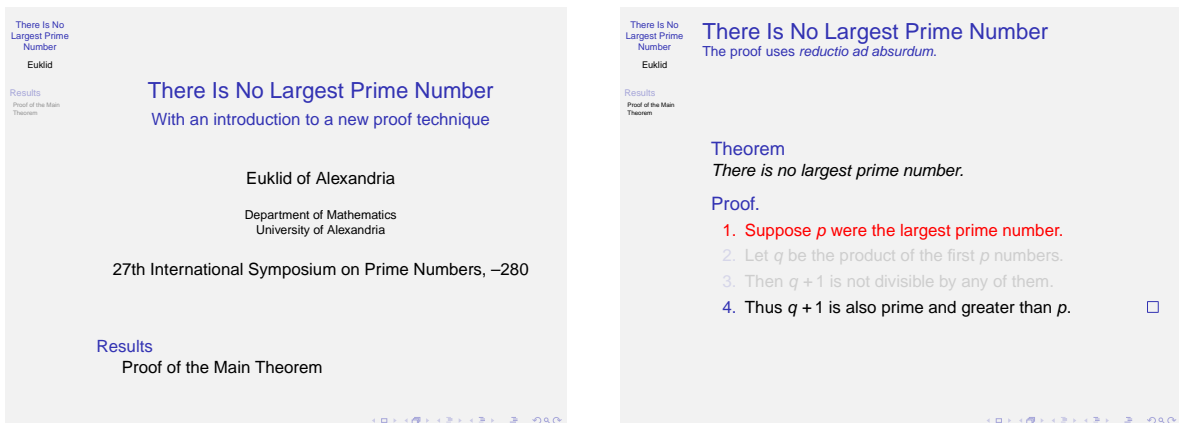 There Is No
Largest Prime
Number
Euklid
Results
Proof of the Main
Theorem
There Is No Largest Prime Number
With an introduction to a new proof technique
Euklid of Alexandria
Department of Mathematics
University of Alexandria
27th International Symposium on Prime Numbers, –280
Results
Proof of the Main Theorem
There Is No
Largest Prime
Number
Euklid
Results
Proof of the Main
Theorem
There Is No Largest Prime Number
The proof uses reductio ad absurdum.
Theorem
There is no largest prime number.
Proof.
1. Suppose p were the largest prime number.
2. Let q be the product of the first p numbers.
3. Then q + 1 is not divisible by any of them.
4. Thus q + 1 is also prime and greater than p. □